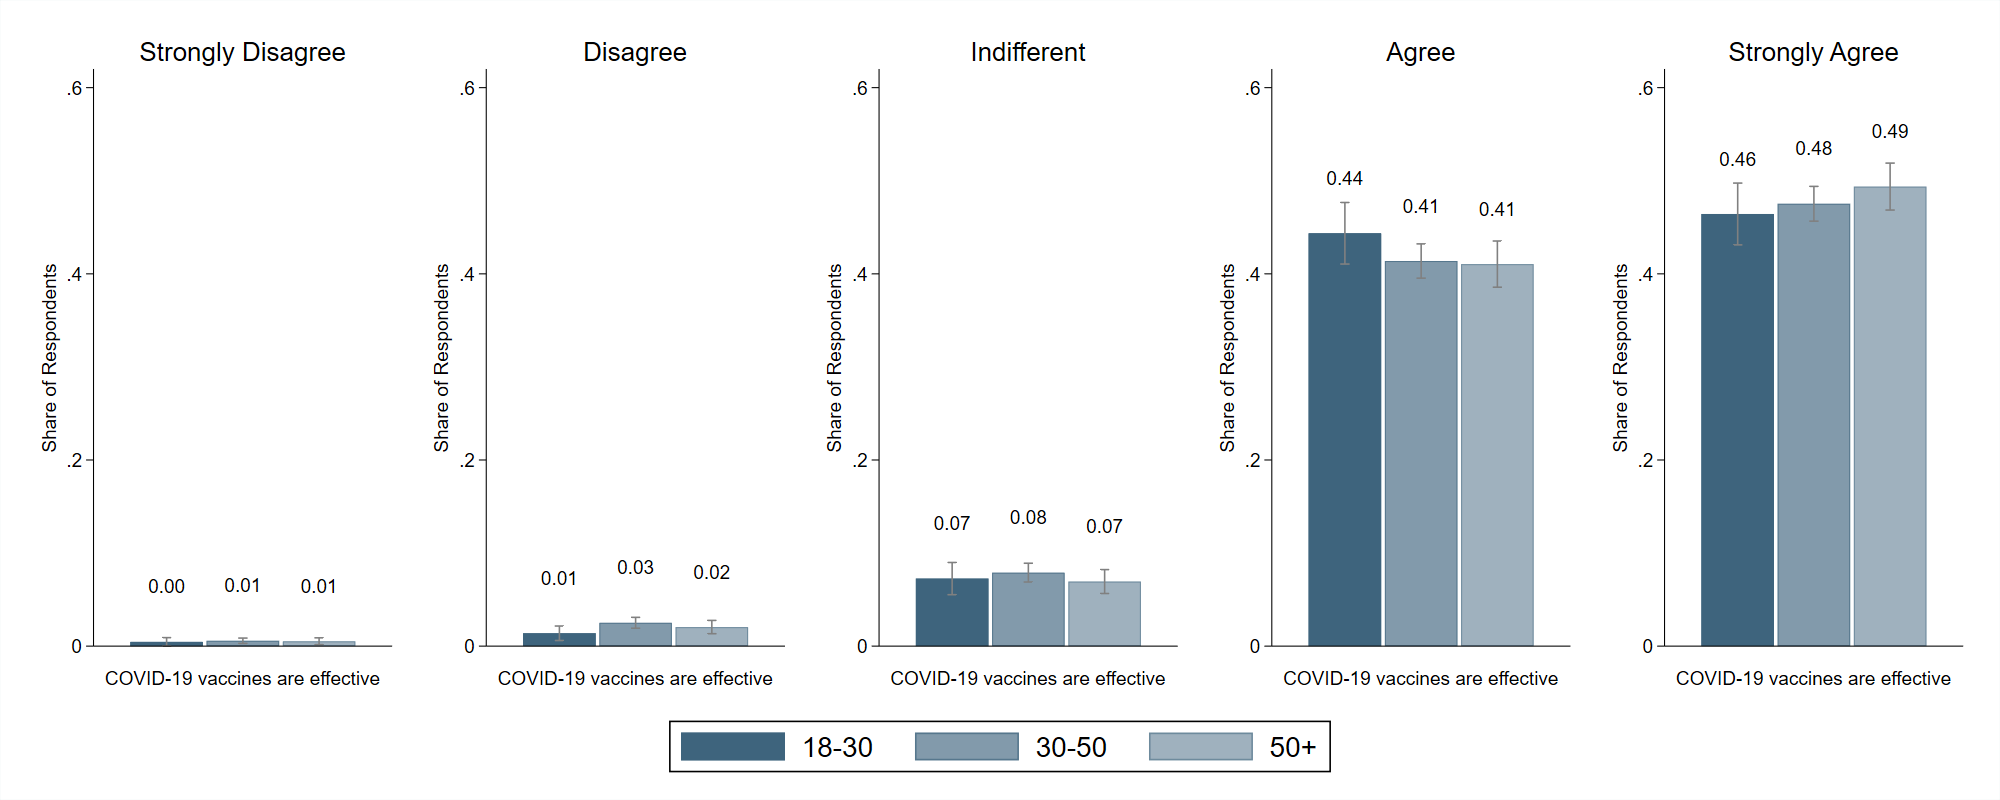 Strongly Disagree
.6
.4
.2
0
Share of Respondents
0.00 0.01 0.01
COVID-19 vaccines are effective
Disagree
.6
.4
.2
0
Share of Respondents
0.01 0.03 0.02
COVID-19 vaccines are effective
Indifferent
.6
.4
.2
0
Share of Respondents
0.07 0.08 0.07
COVID-19 vaccines are effective
Agree
.6
.4
.2
0
Share of Respondents
0.44 0.41 0.41
COVID-19 vaccines are effective
Strongly Agree
.6
.4
.2
0
Share of Respondents
0.46 0.48 0.49
COVID-19 vaccines are effective
18-30 30-50 50+